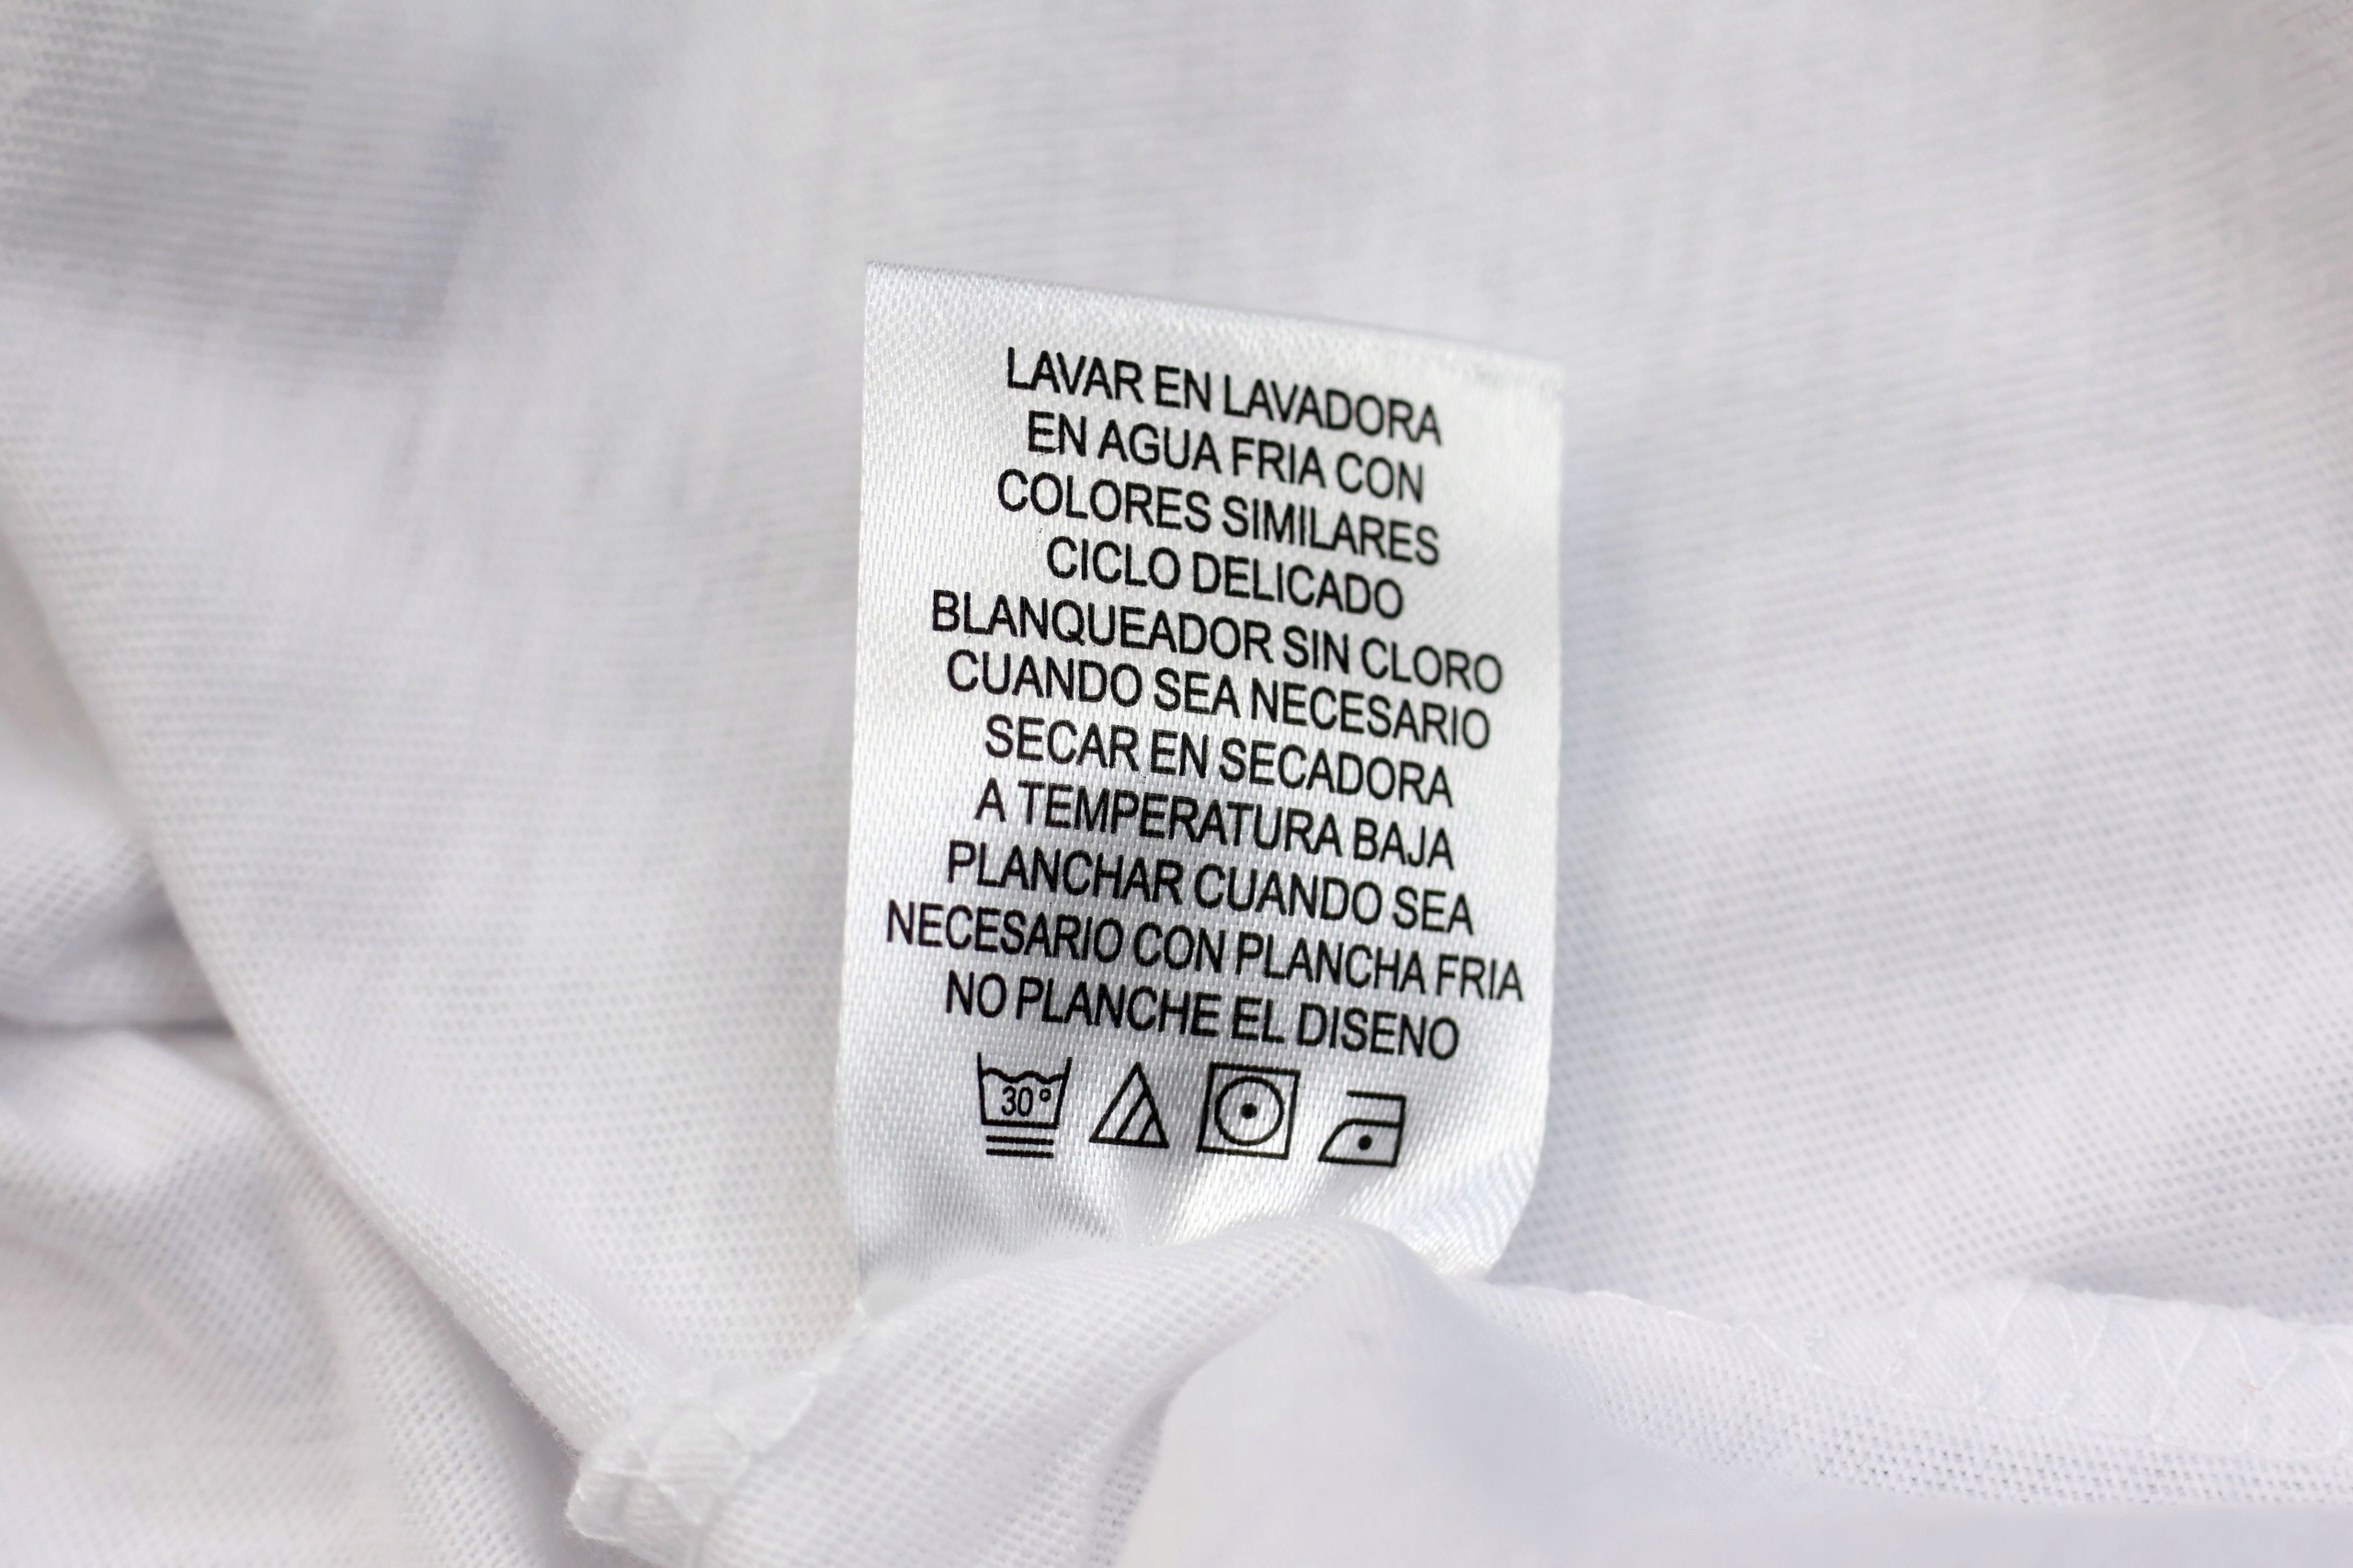 LAVAR EN LAVADORA
EN AGUA FRIA CON
COLORES SIMILARES
CICLO DELICADO
BLANQUEADOR SIN CLORO
CUANDO SEA NECESARIO
SECAR EN SECADORA
A TEMPERATURA BAJA
PLANCHAR CUANDO SEA
NECESARIO CON PLANCHA FRIA
NO PLANCHE EL DISENO
30°